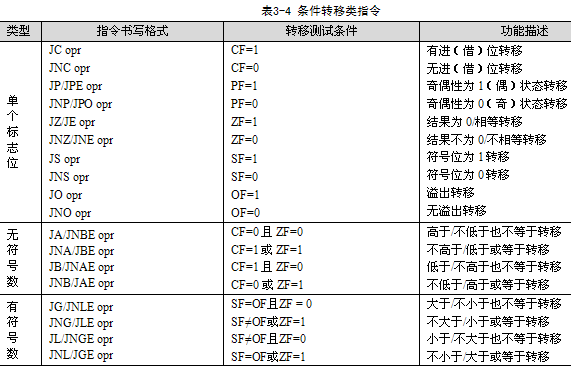 表3-4 条件转移类指令
类型 指令书写格式 转移测试条件 功能描述
单个标志位
JC opr CF=1 有进(借)位转移
JNC opr CF=0 无进(借)位转移
JP/JPE opr PF=1 奇偶性为1(偶)状态转移
JNP/JPO opr PF=0 奇偶性为0(奇)状态转移
JZ/JE opr ZF=1 结果为0/相等转移
JNZ/JNE opr ZF=0 结果不为0/不相等转移
JS opr SF=1 符号位为1转移
JNS opr SF=0 符号位为0转移
JO opr OF=1 溢出转移
JNO opr OF=0 无溢出转移
无符号数
JA/JNBE opr CF=0且 ZF=0 高于/不低于也不等于转移
JNA/JBE opr CF=1或 ZF=1 不高于/低于或等于转移
JB/JNAE opr CF=1且 ZF=0 低于/不高于也不等于转移
JNB/JAE opr CF=0或 ZF=1 不低于/高于或等于转移
有符号数
JG/JNLE opr SF=OF且ZF = 0 大于/不小于也不等于转移
JNG/JLE opr SF≠OF或ZF=1 不大于/小于或等于转移
JL/JNGE opr SF≠OF且ZF=0 小于/不大于也不等于转移
JNL/JGE opr SF=OF或ZF=1 不小于/大于或等于转移